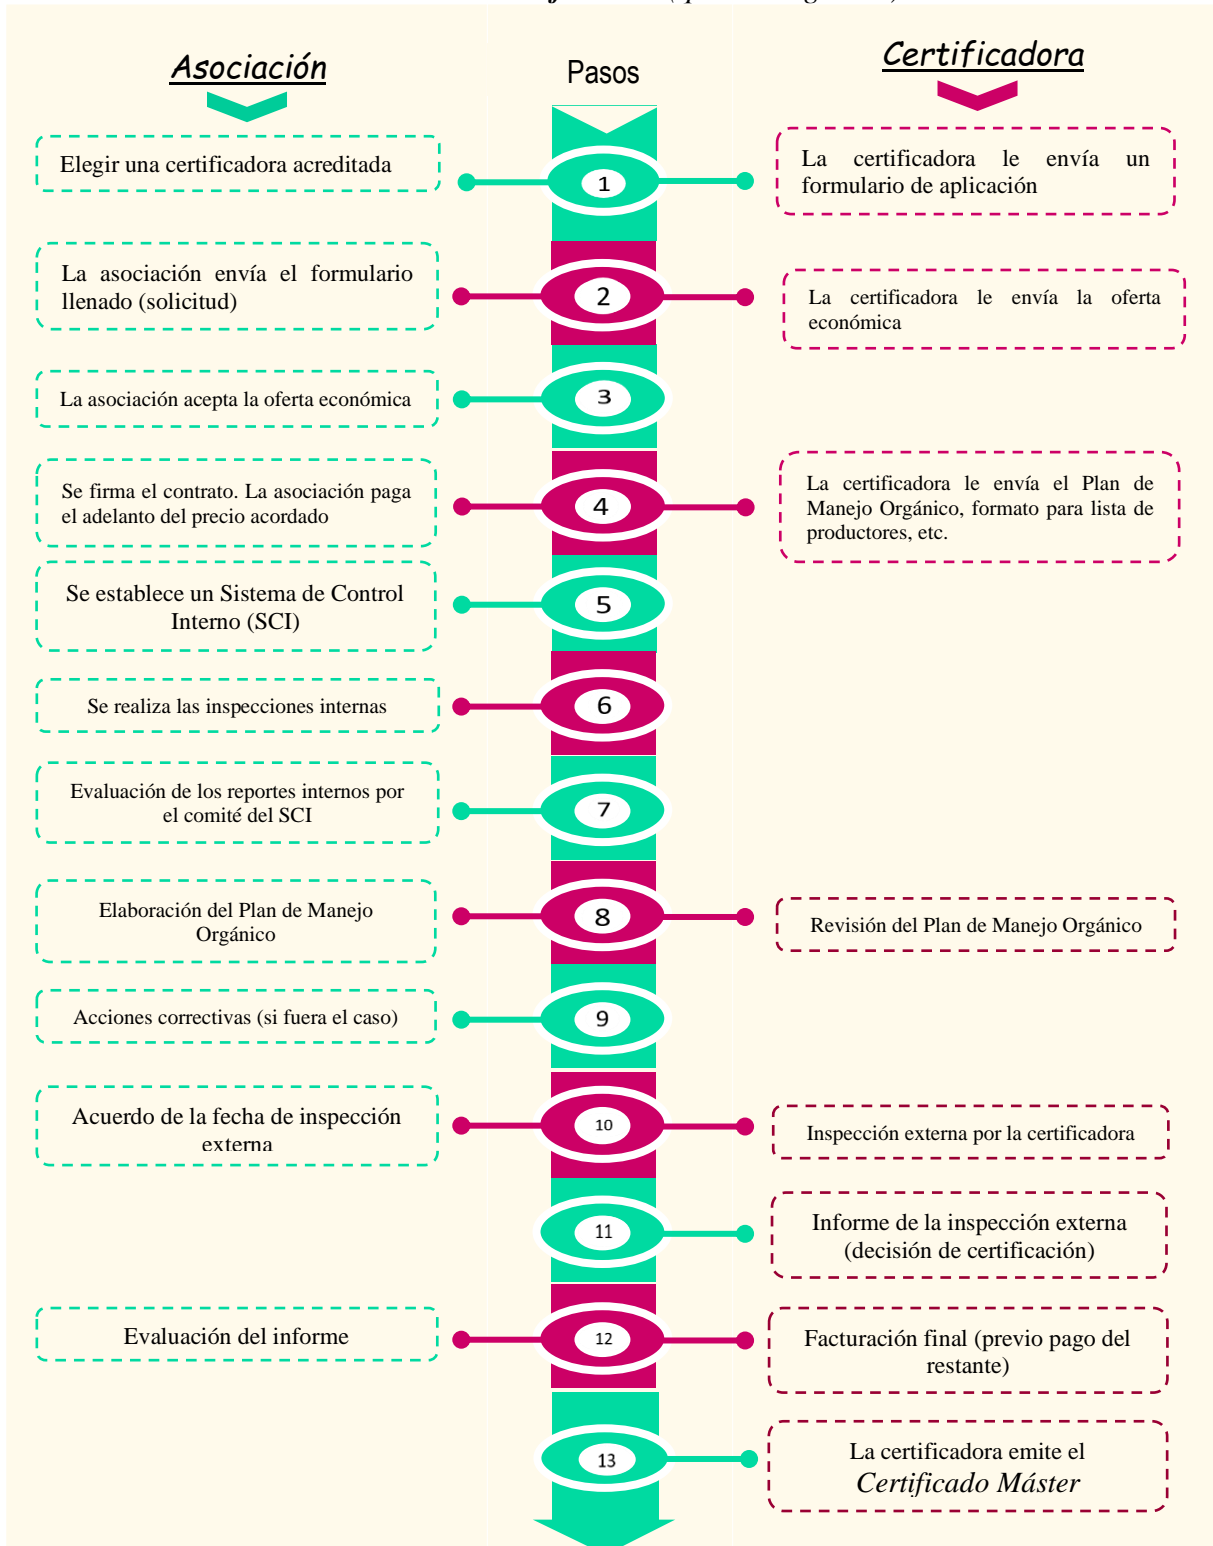 Asociación
Pasos
Certificadora
Elegir una certificadora acreditada
1
La certificadora le envía un
formulario de aplicación
La asociación envía el formulario
llenado (solicitud)
2
La certificadora le envía la oferta
económica
La asociación acepta la oferta económica
3
Se firma el contrato. La asociación paga
el adelanto del precio acordado
4
La certificadora le envía el Plan de
Manejo Orgánico, formato para lista de
productores, etc.
Se establece un Sistema de Control
Interno (SCI)
5
Se realiza las inspecciones internas
6
Evaluación de los reportes internos por
el comité del SCI
7
Elaboración del Plan de Manejo
Orgánico
8
Revisión del Plan de Manejo Orgánico
Acciones correctivas (si fuera el caso)
9
Acuerdo de la fecha de inspección
externa
10
Inspección externa por la certificadora
11
Informe de la inspección externa
(decisión de certificación)
Evaluación del informe
12
Facturación final (previo pago del
restante)
13
La certificadora emite el
Certificado Máster